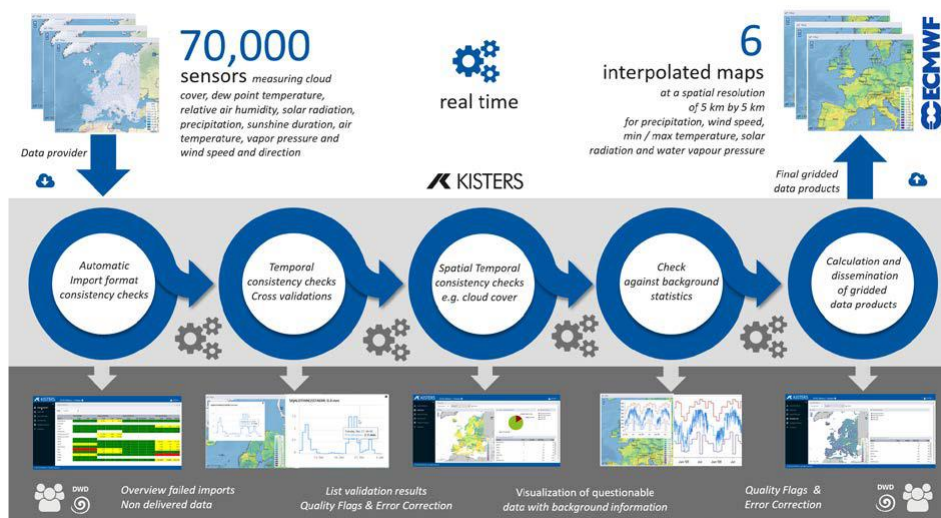 70,000
sensors measuring cloud
cover, dew point temperature,
relative air humidity, solar radiation,
precipitation, sunshine duration, air
temperature, vapor pressure and
wind speed and direction
real time
6
interpolated maps
at a spatial resolution
of 5 km by 5 km
for precipitation, wind speed,
min / max temperature, solar
radiation and water vapour pressure
ECMWF
Data provider
KISTERS
Final gridded
data products
Automatic
Import format
consistency checks
Temporal
consistency checks
Cross validations
Spatial Temporal
consistency checks
e.g. cloud cover
Check
against background
statistics
Calculation and
dissemination
of gridded
data products
KISTERS
KISTERS
KISTERS
DWD
Overview failed imports
Non delivered data
List validation results
Quality Flags & Error Correction
Visualization of questionable
data with background information
Quality Flags &
Error Correction
DWD